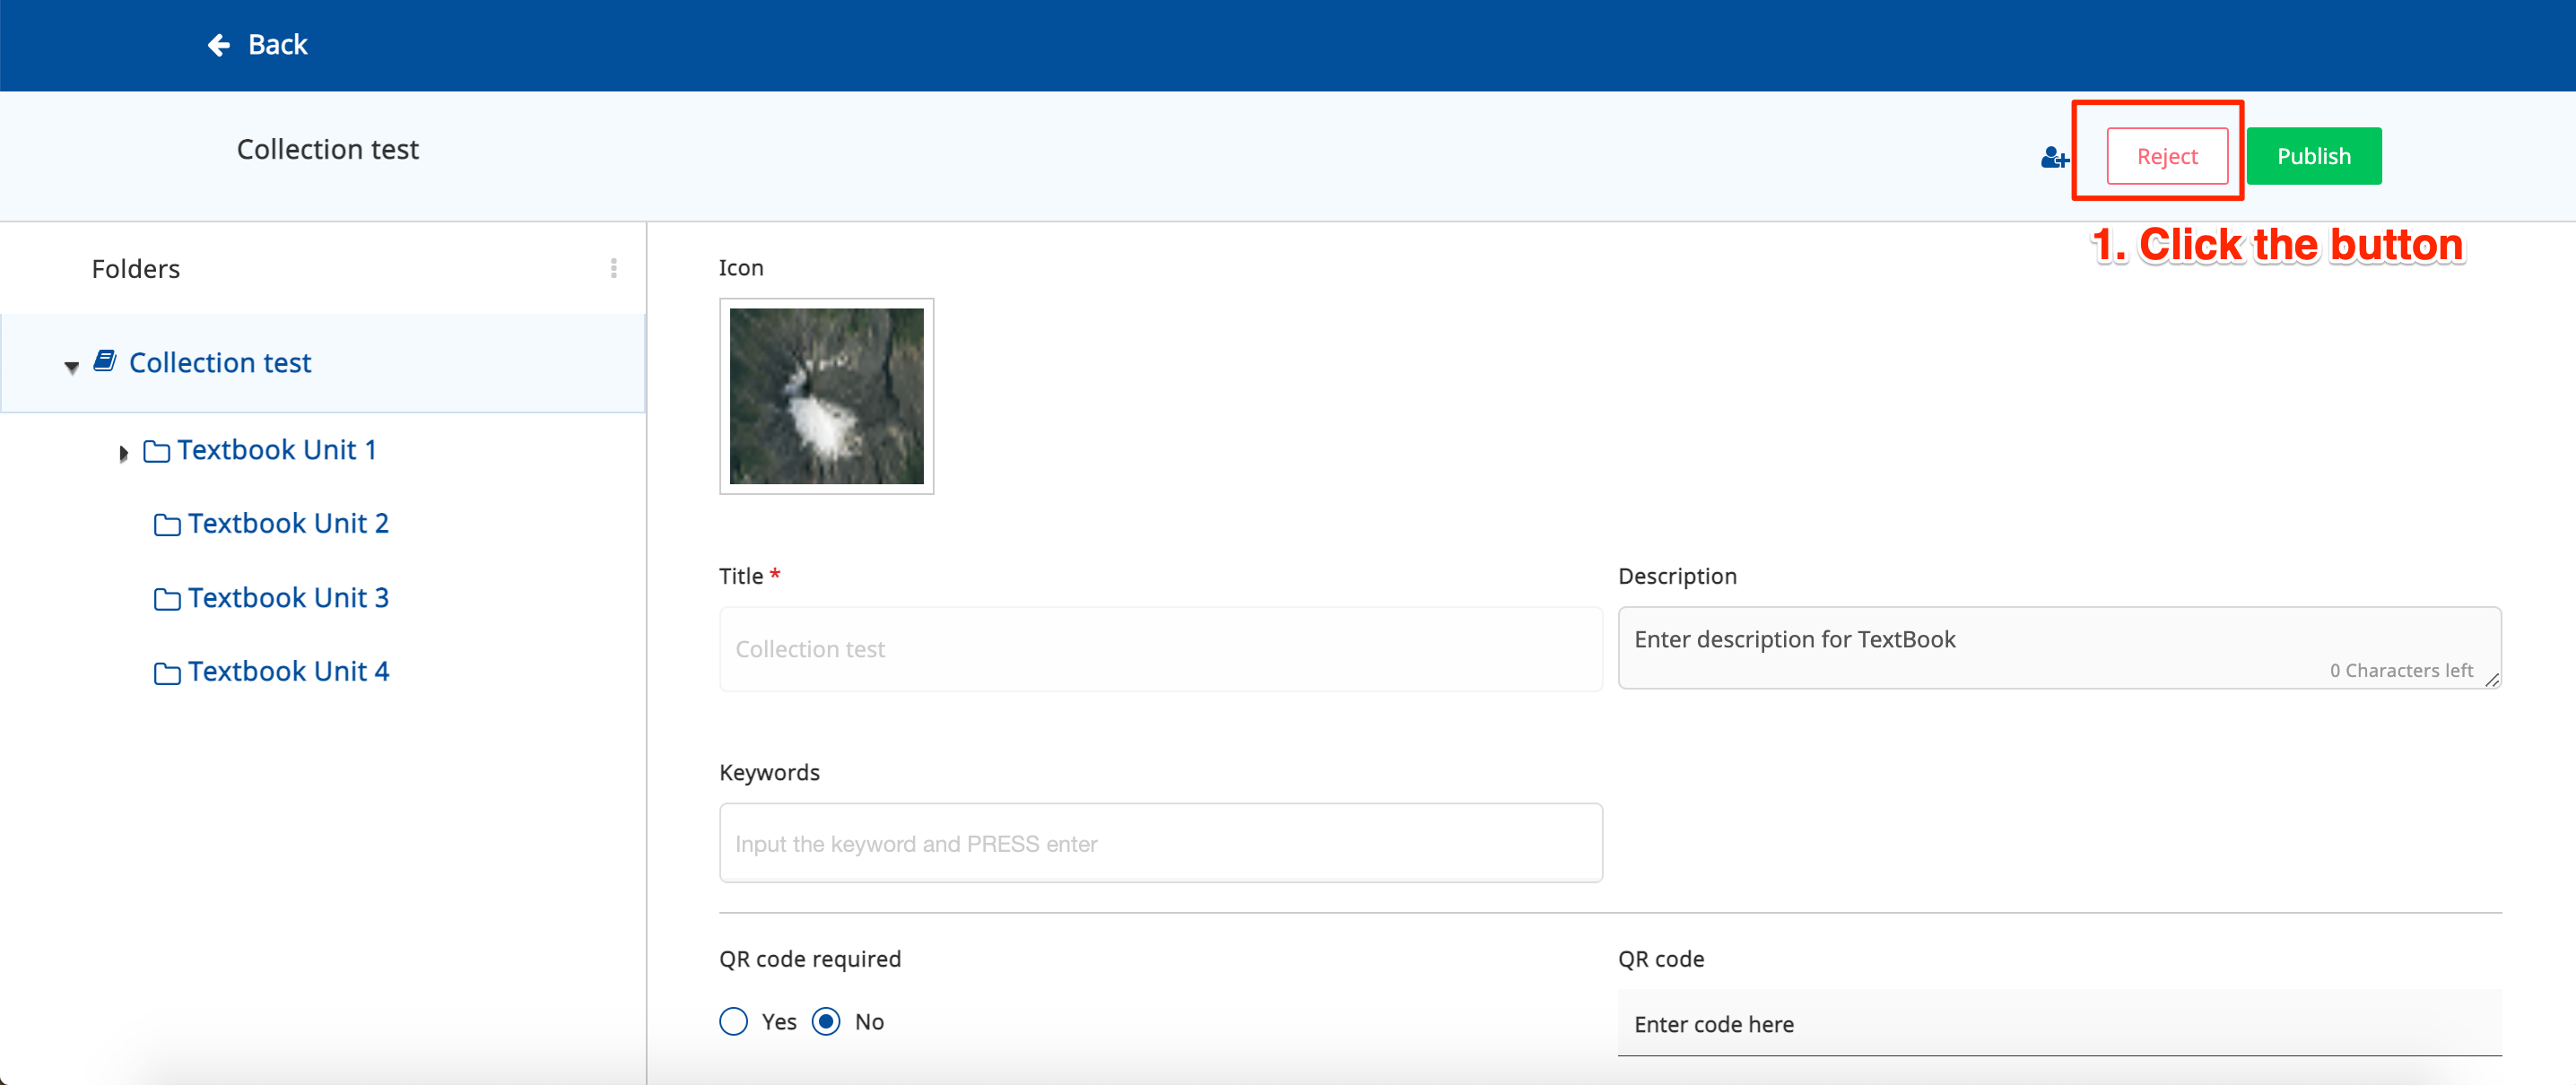 Back
Collection test
Reject
Publish
1. Click the button
Folders
Collection test
Textbook Unit 1
Textbook Unit 2
Textbook Unit 3
Textbook Unit 4
Icon
Title *
Collection test
Description
Enter description for TextBook
0 Characters left
Keywords
Input the keyword and PRESS enter
QR code required
Yes No
QR code
Enter code here